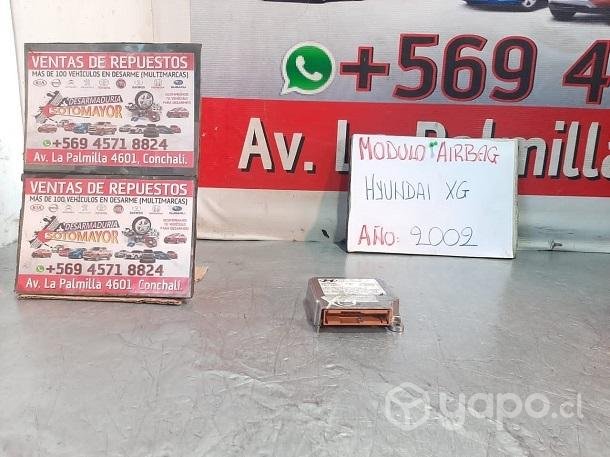 VENTAS DE REPUESTOS
MÁS DE 100 VEHÍCULOS EN DESARME (MULTIMARCAS)
DESARMADURIA
SOTOMAYOR
+569 4571 8824
Av. La Palmilla 4601, Conchali.
VENTAS DE REPUESTOS
MÁS DE 100 VEHÍCULOS EN DESARME (MULTIMARCAS)
DESARMADURIA
SOTOMAYOR
+569 4571 8824
Av. La Palmilla 4601, Conchali.
+569 4
Av. La Palmilla
MODULO AIRBAG
HYUNDAI XG
AÑO: 2002
yapo.cl